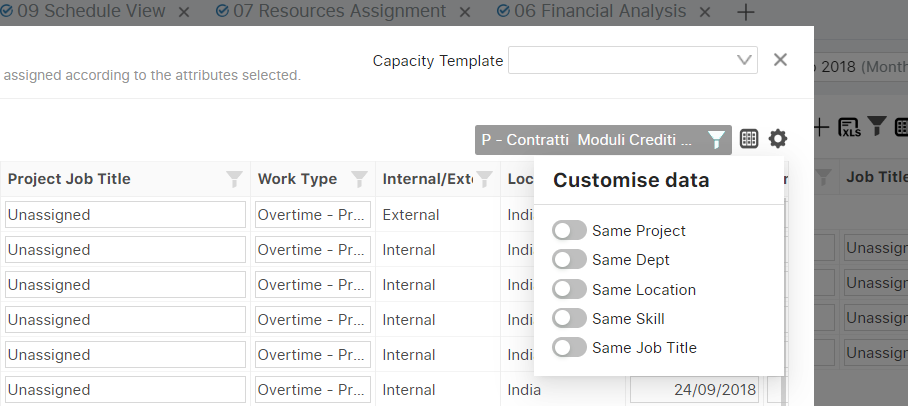 09 Schedule View 07 Resources Assignment 06 Financial Analysis
Capacity Template
assigned according to the attributes selected.
2018 (Month
P - Contratti Moduli Crediti ...
XLS
Project Job Title Work Type Internal/Exte Loc Job Title
Customise data
Unassigned Overtime - Pr... External Indi
Same Project
Unassigned Overtime - Pr... Internal Indi Unassign
Same Dept
Unassigned Overtime - Pr... Internal Indi Unassign
Same Location
Unassigned Overtime - Pr... Internal Indi Unassign
Same Skill
Unassigned Overtime - Pr... Internal Indi Unassign
Same Job Title
Unassigned Overtime - Pr... Internal India 24/09/2018